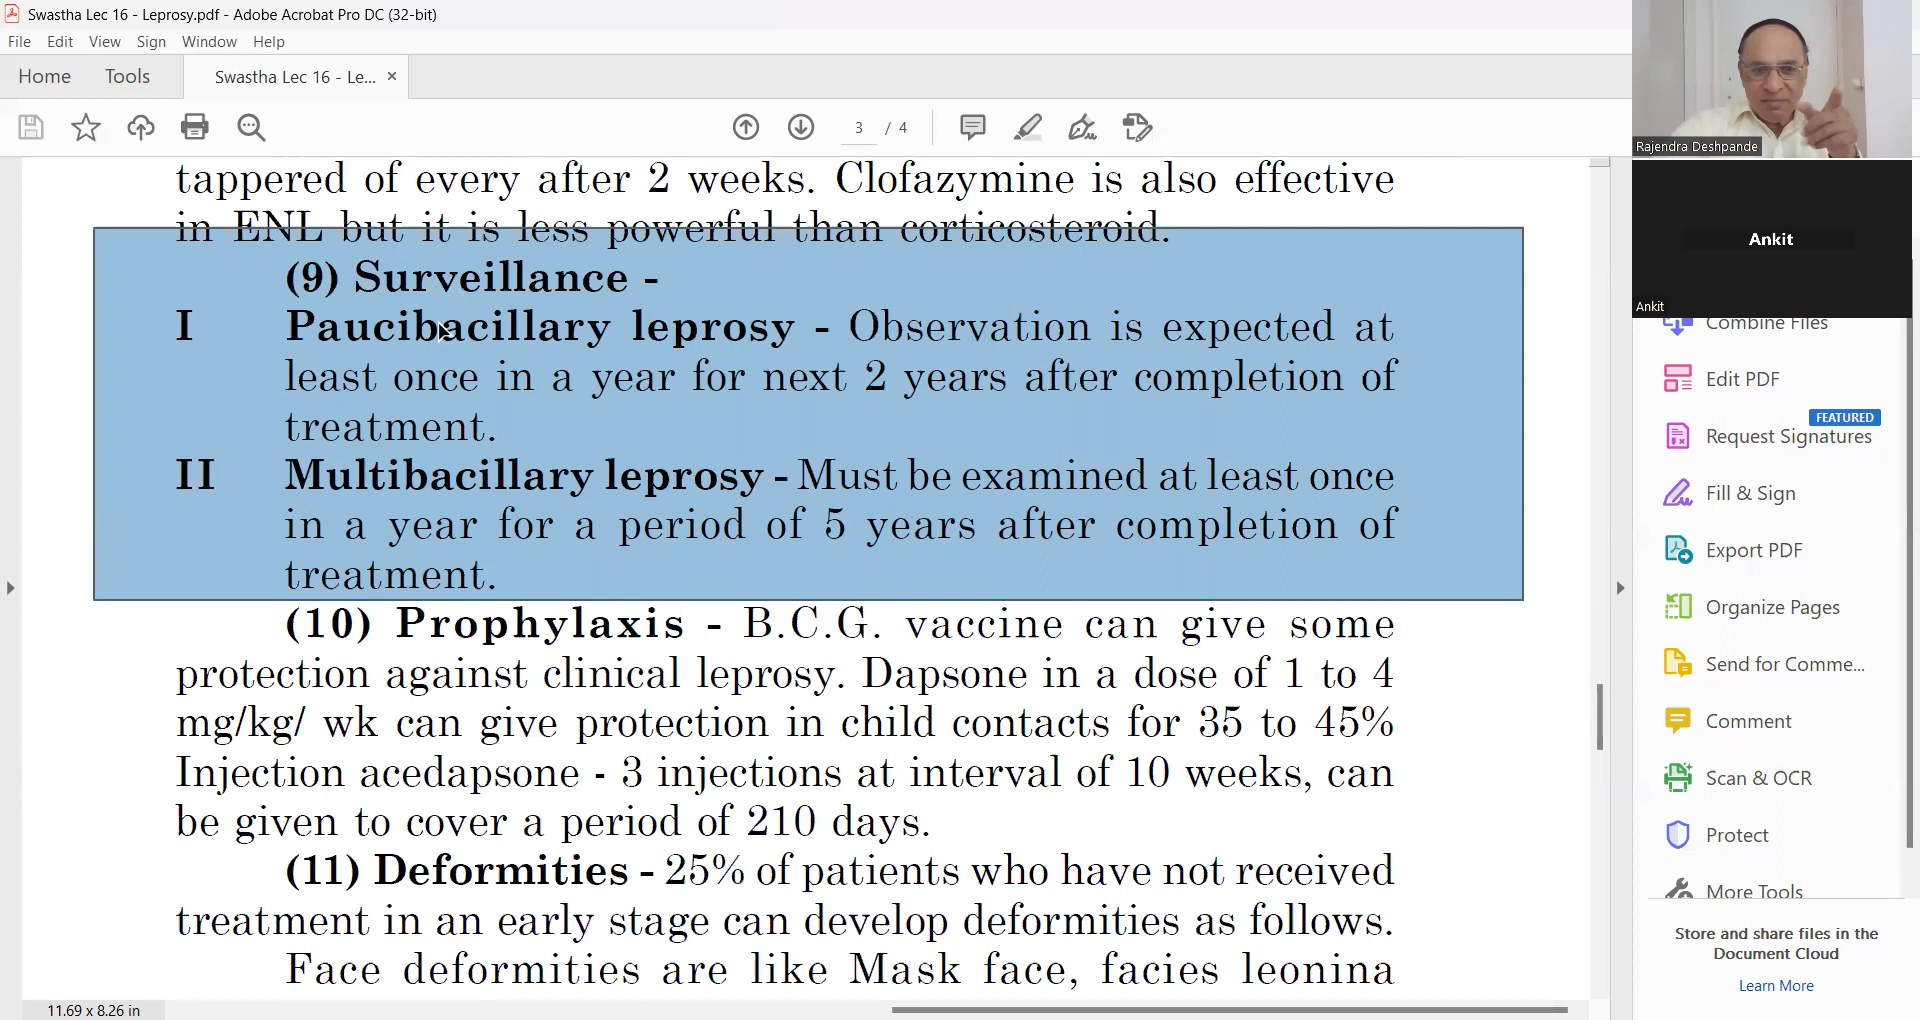 Swastha Lec 16 - Leprosy.pdf - Adobe Acrobat Pro DC (32-bit)
File Edit View Sign Window Help
Home Tools Swastha Lec 16 - Le... ×
3 / 4
tappered of every after 2 weeks. Clofazymine is also effective
in ENL but it is less powerful than corticosteroid.
(9) Surveillance -
I Paucibacillary leprosy - Observation is expected at
least once in a year for next 2 years after completion of
treatment.
II Multibacillary leprosy - Must be examined at least once
in a year for a period of 5 years after completion of
treatment.
(10) Prophylaxis - B.C.G. vaccine can give some
protection against clinical leprosy. Dapsone in a dose of 1 to 4
mg/kg/ wk can give protection in child contacts for 35 to 45%
Injection acedapsone - 3 injections at interval of 10 weeks, can
be given to cover a period of 210 days.
(11) Deformities - 25% of patients who have not received
treatment in an early stage can develop deformities as follows.
Face deformities are like Mask face, facies leonina
11.69 x 8.26 in
Rajendra Deshpande
Ankit
Ankit
Combine Files
Edit PDF
FEATURED
Request Signatures
Fill & Sign
Export PDF
Organize Pages
Send for Comme...
Comment
Scan & OCR
Protect
More Tools
Store and share files in the
Document Cloud
Learn More